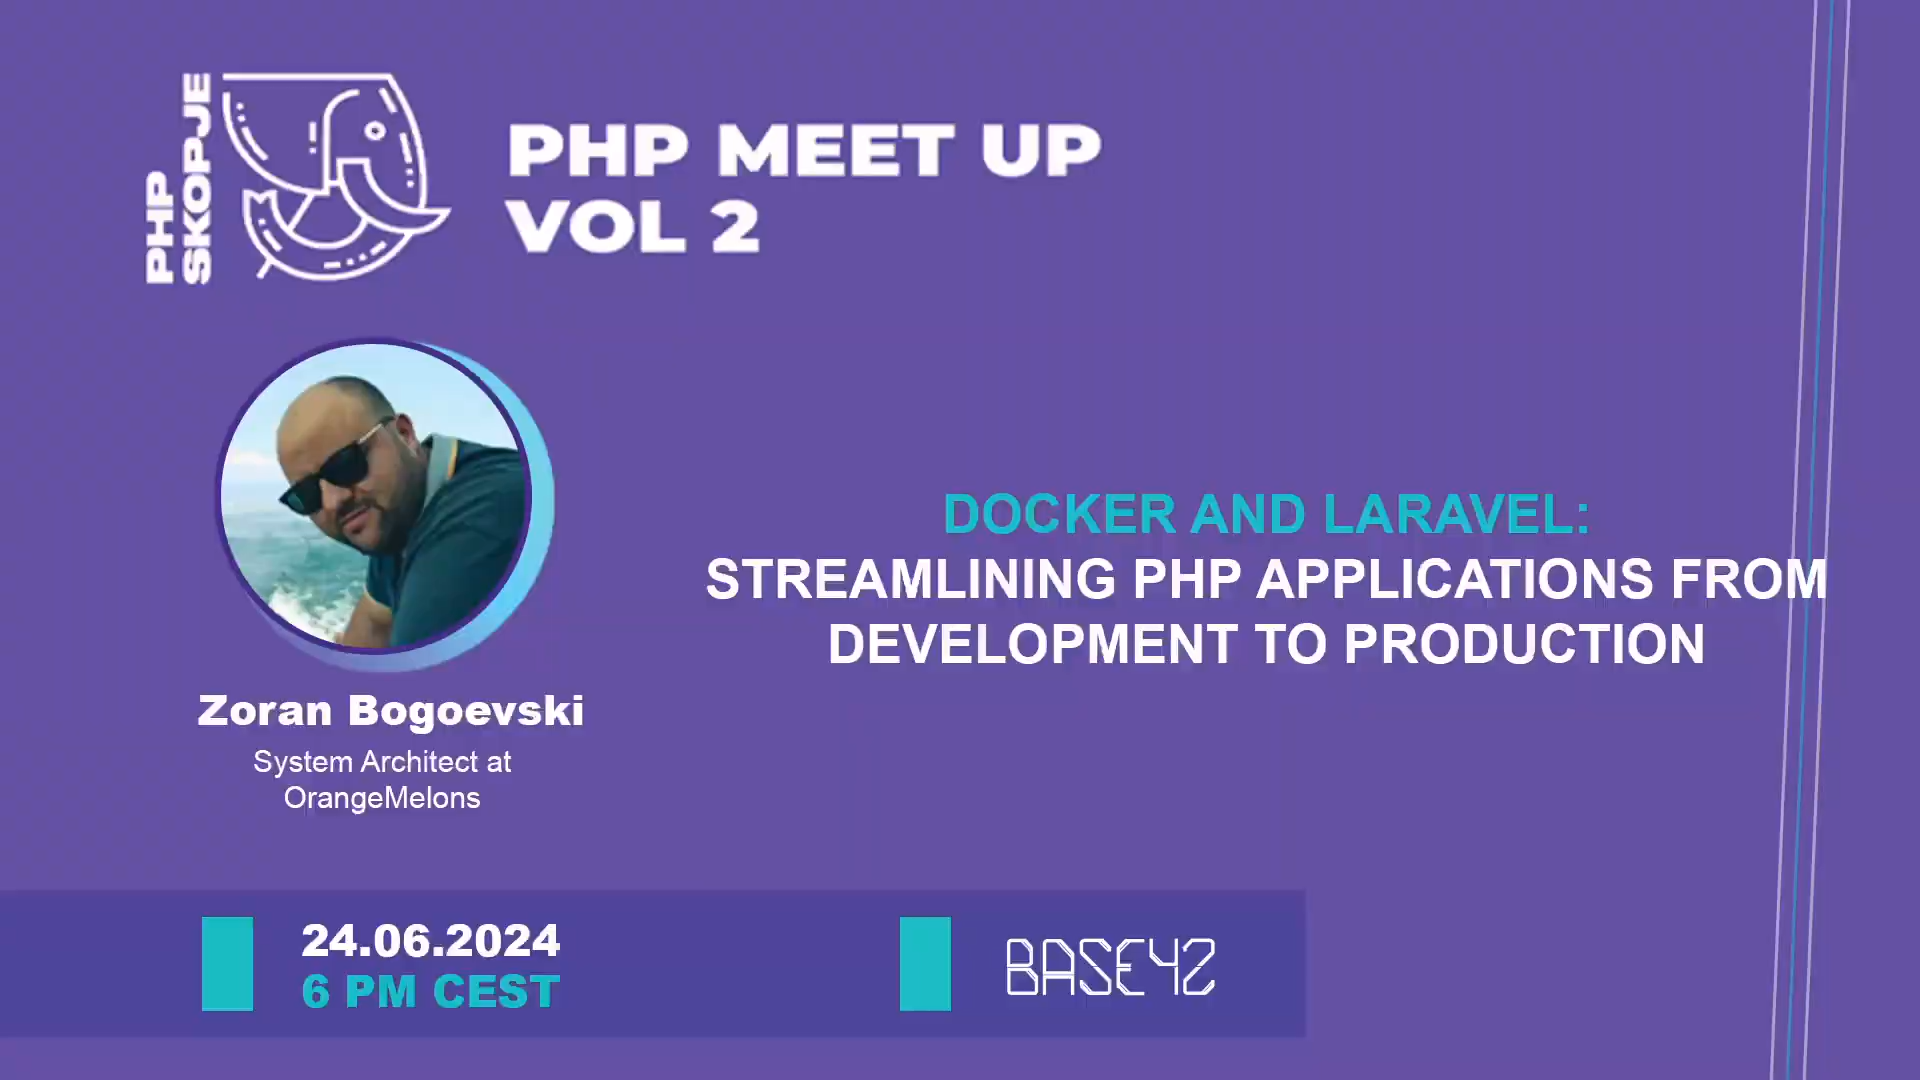 PHP
SKOPJE
PHP MEET UP
VOL 2
DOCKER AND LARAVEL:
STREAMLINING PHP APPLICATIONS FROM
DEVELOPMENT TO PRODUCTION
Zoran Bogoevski
System Architect at
OrangeMelons
24.06.2024
6 PM CEST
BASE42